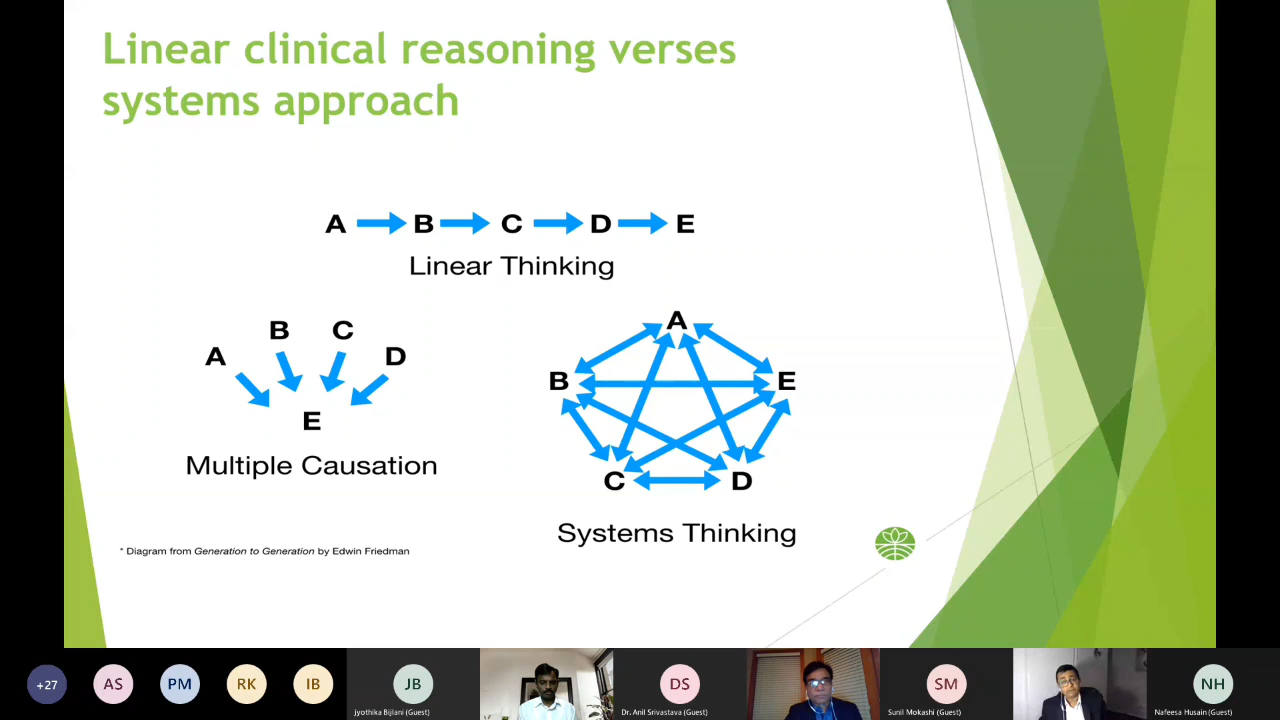 Linear clinical reasoning verses
systems approach
A B C D E
Linear Thinking
B C
A D
E
Multiple Causation
A
B E
C D
Systems Thinking
* Diagram from Generation to Generation by Edwin Friedman
+27 AS PM RK IB JB DS SM NH
jyothika Bijlani (Guest) Dr. Anil Srivastava (Guest) Sunil Mokashi (Guest) Nafeesa Husain (Guest)